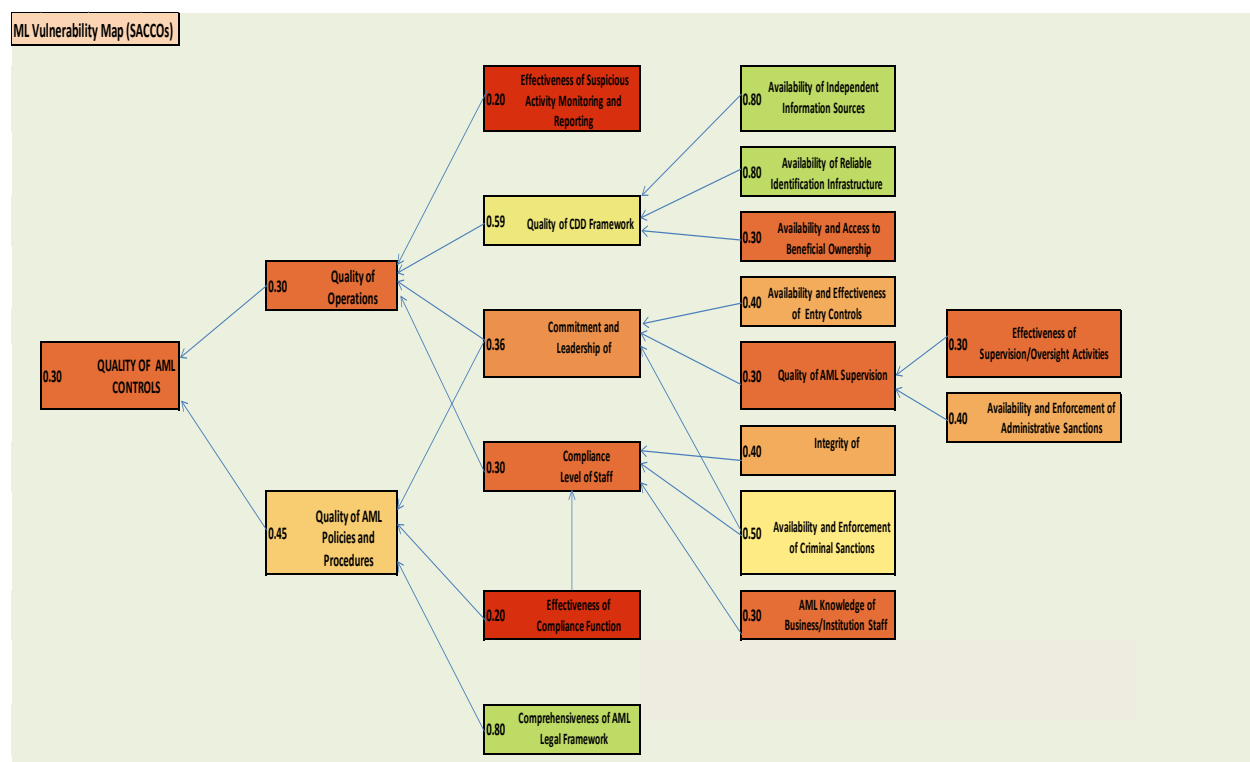 ML Vulnerability Map (SACCOs)
0.20
Effectiveness of Suspicious
Activity Monitoring and
Reporting
0.80
Availability of Independent
Information Sources
0.80
Availability of Reliable
Identification Infrastructure
0.59
Quality of CDD Framework
0.30
Availability and Access to
Beneficial Ownership
0.30
Quality of
Operations
0.40
Availability and Effectiveness
of Entry Controls
0.36
Commitment and
Leadership of
0.30
Effectiveness of
Supervision/Oversight Activities
0.30
QUALITY OF AML
CONTROLS
0.30
Quality of AML Supervision
0.40
Availability and Enforcement of
Administrative Sanctions
0.30
Compliance
Level of Staff
0.40
Integrity of
0.45
Quality of AML
Policies and
Procedures
0.50
Availability and Enforcement
of Criminal Sanctions
0.20
Effectiveness of
Compliance Function
0.30
AML Knowledge of
Business/Institution Staff
0.80
Comprehensiveness of AML
Legal Framework